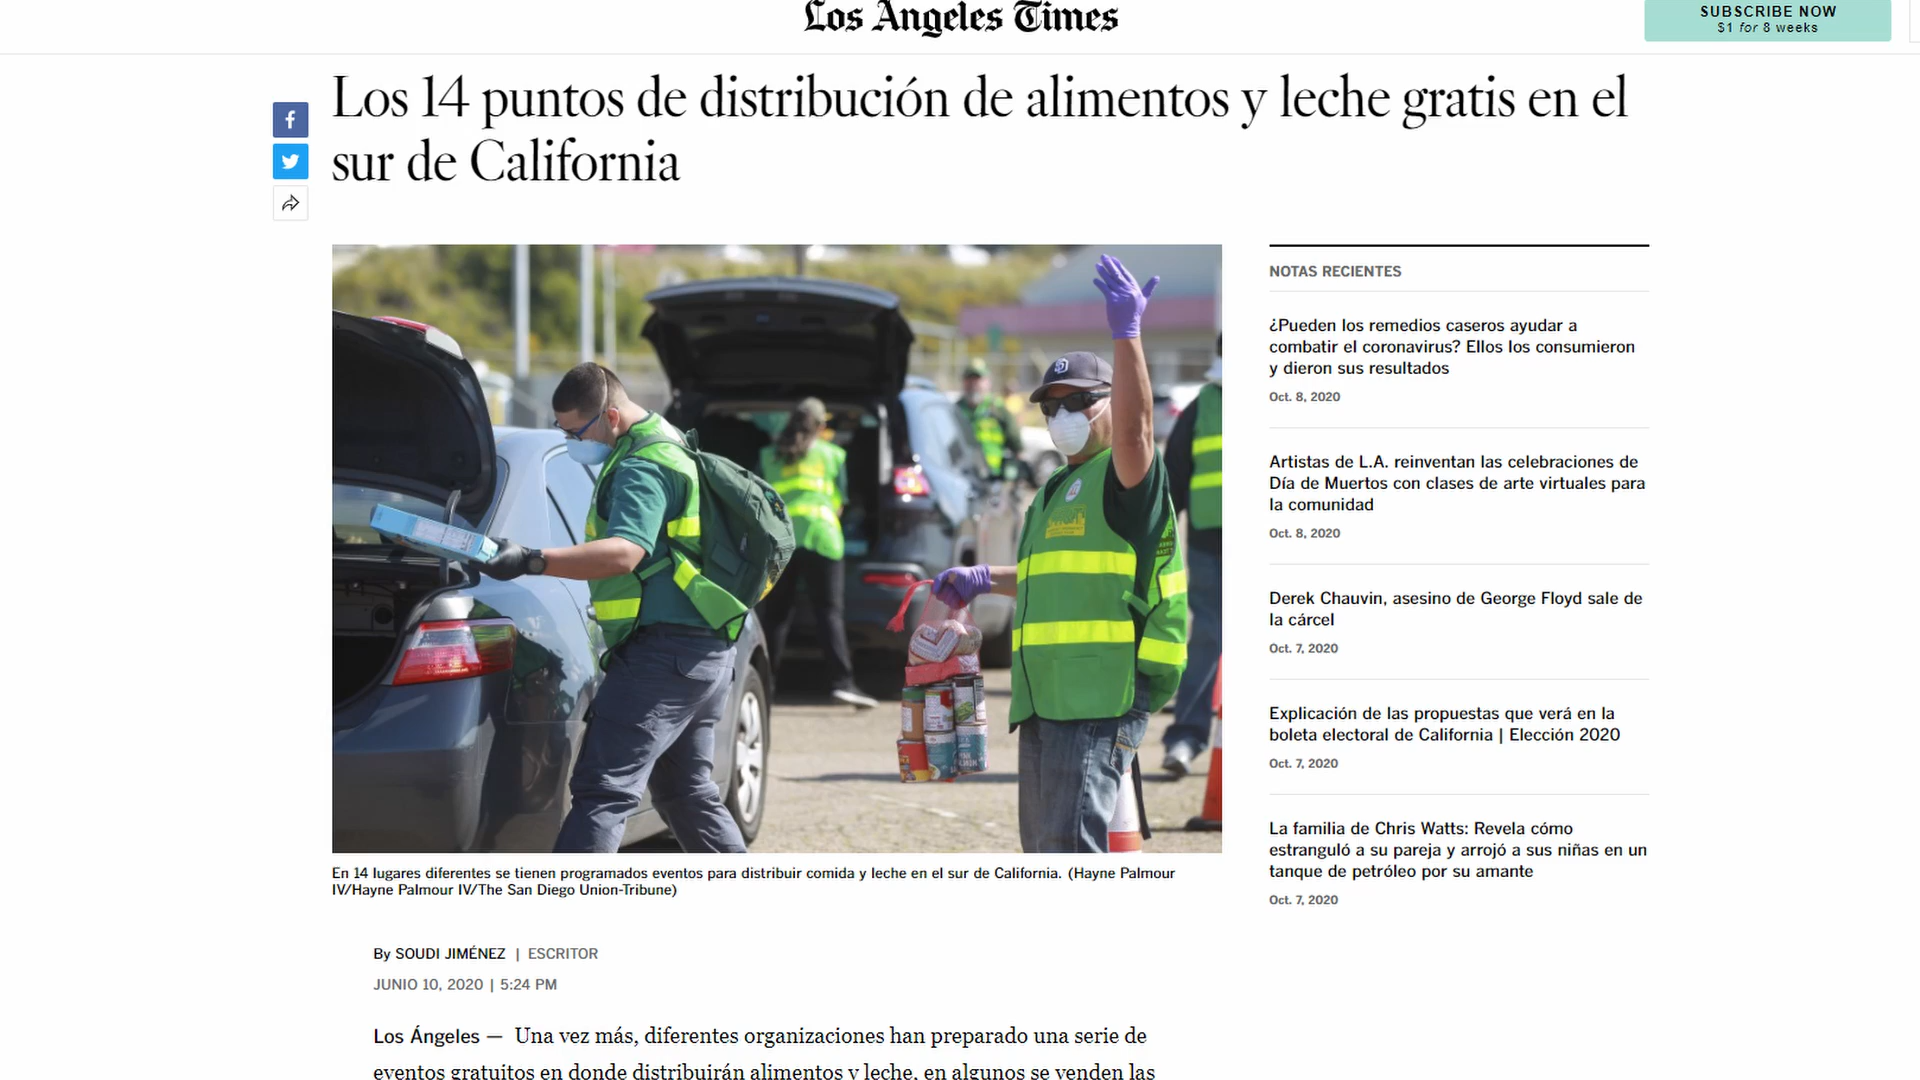 Los Angeles Times
SUBSCRIBE NOW
$1 for 8 weeks
Los 14 puntos de distribución de alimentos y leche gratis en el
sur de California
NOTAS RECIENTES
¿Pueden los remedios caseros ayudar a
combatir el coronavirus? Ellos los consumieron
y dieron sus resultados
Oct. 8, 2020
Artistas de L.A. reinventan las celebraciones de
Día de Muertos con clases de arte virtuales para
la comunidad
Oct. 8, 2020
Derek Chauvin, asesino de George Floyd sale de
la cárcel
Oct. 7, 2020
Explicación de las propuestas que verá en la
boleta electoral de California | Elección 2020
Oct. 7, 2020
La familia de Chris Watts: Revela cómo
estranguló a su pareja y arrojó a sus niñas en un
tanque de petróleo por su amante
Oct. 7, 2020
En 14 lugares diferentes se tienen programados eventos para distribuir comida y leche en el sur de California. (Hayne Palmour
IV/Hayne Palmour IV/The San Diego Union-Tribune)
By SOUDI JIMÉNEZ | ESCRITOR
JUNIO 10, 2020 | 5:24 PM
Los Ángeles — Una vez más, diferentes organizaciones han preparado una serie de
eventos gratuitos en donde distribuirán alimentos y leche, en algunos se venden las